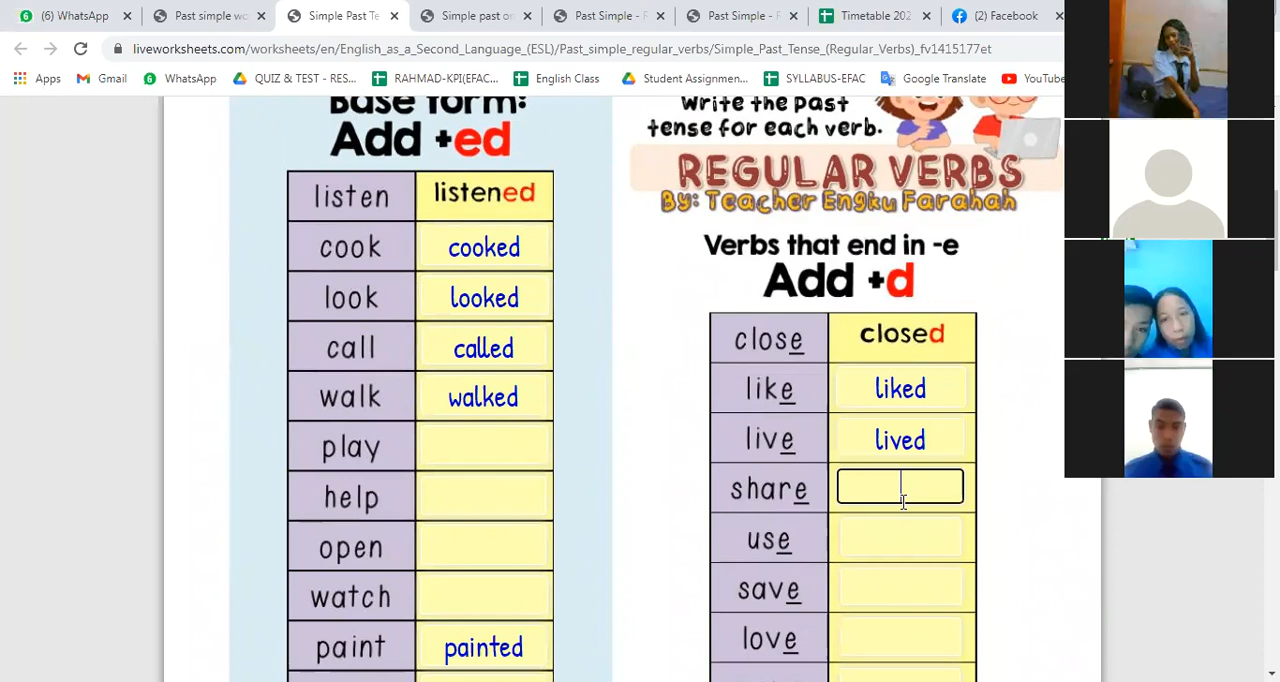 (6) WhatsApp
Past simple wo
Simple Past Te
Simple past on
Past Simple - F
Past Simple - F
Timetable 202
(2) Facebook
liveworksheets.com/worksheets/en/English_as_a_Second_Language_(ESL)/Past_simple_regular_verbs/Simple_Past_Tense_(Regular_Verbs)_fv1415177et
Apps
Gmail
WhatsApp
QUIZ & TEST - RES...
RAHMAD-KPI(EFAC...
English Class
Student Assignmen...
SYLLABUS-EFAC
Google Translate
YouTube
Base form:
Add +ed
listen listened
cook cooked
look looked
call called
walk walked
play
help
open
watch
paint painted
Write the past
tense for each verb.
REGULAR VERBS
By: Teacher Engku Farahah
Verbs that end in -e
Add +d
close closed
like liked
live lived
share
use
save
love